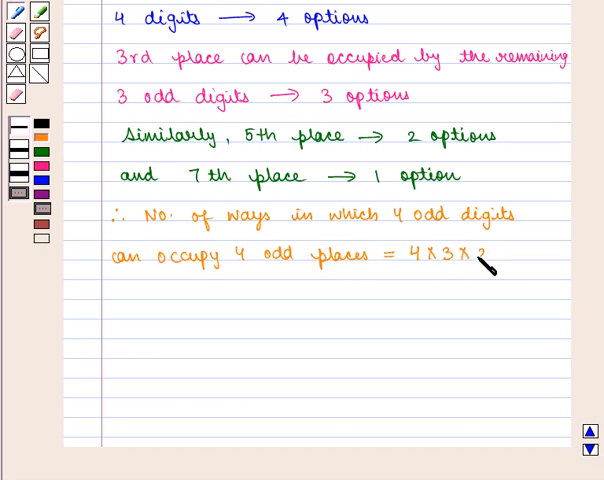 4 digits → 4 options
3rd place can be occupied by the remaining
3 odd digits → 3 options
Similarly, 5th place → 2 options
and 7th place → 1 option
∴ No. of ways in which 4 odd digits
can occupy 4 odd places = 4 × 3 ×